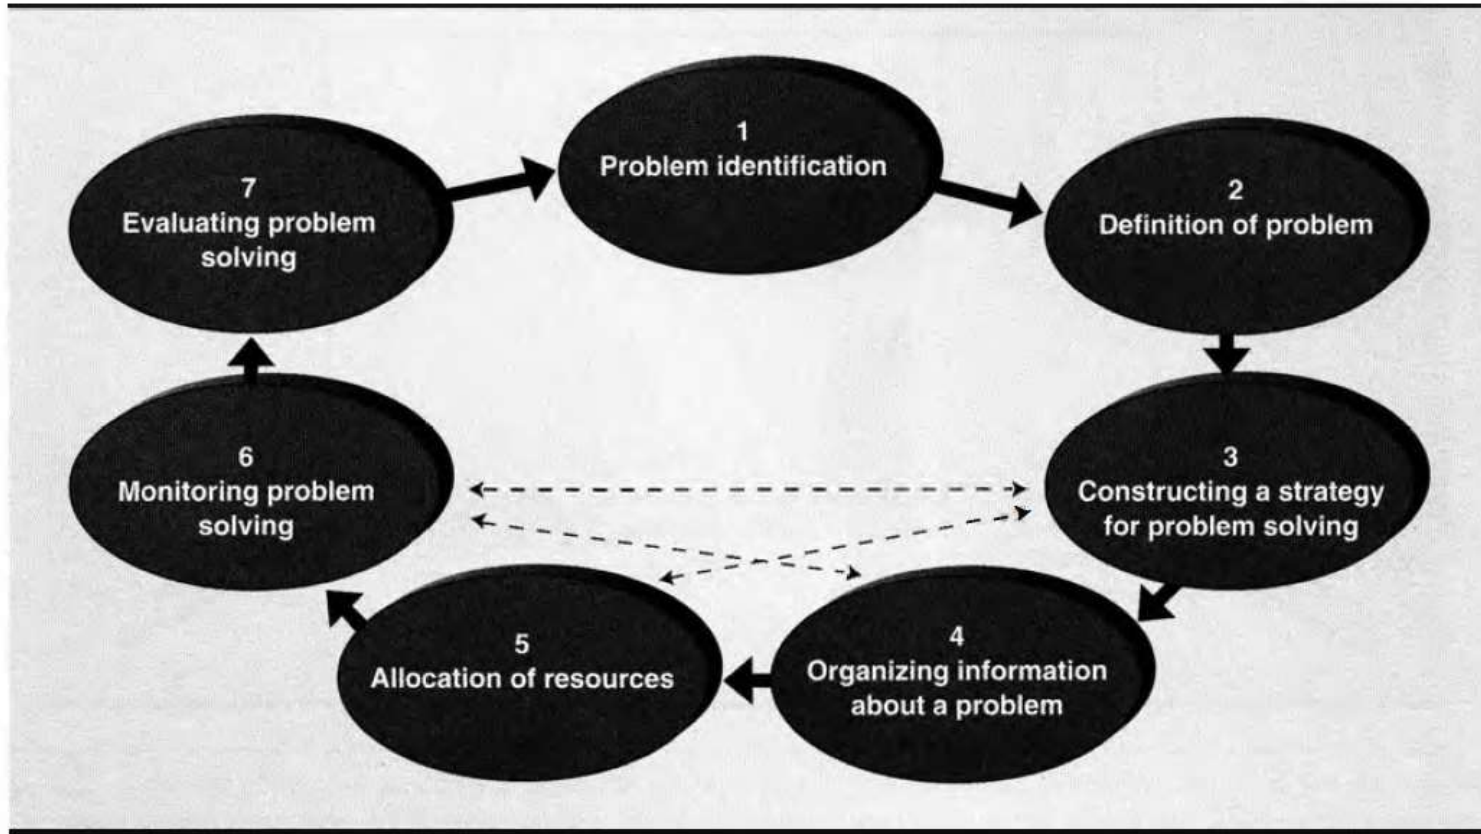 1
Problem identification
2
Definition of problem
3
Constructing a strategy
for problem solving
4
Organizing information
about a problem
5
Allocation of resources
6
Monitoring problem
solving
7
Evaluating problem
solving